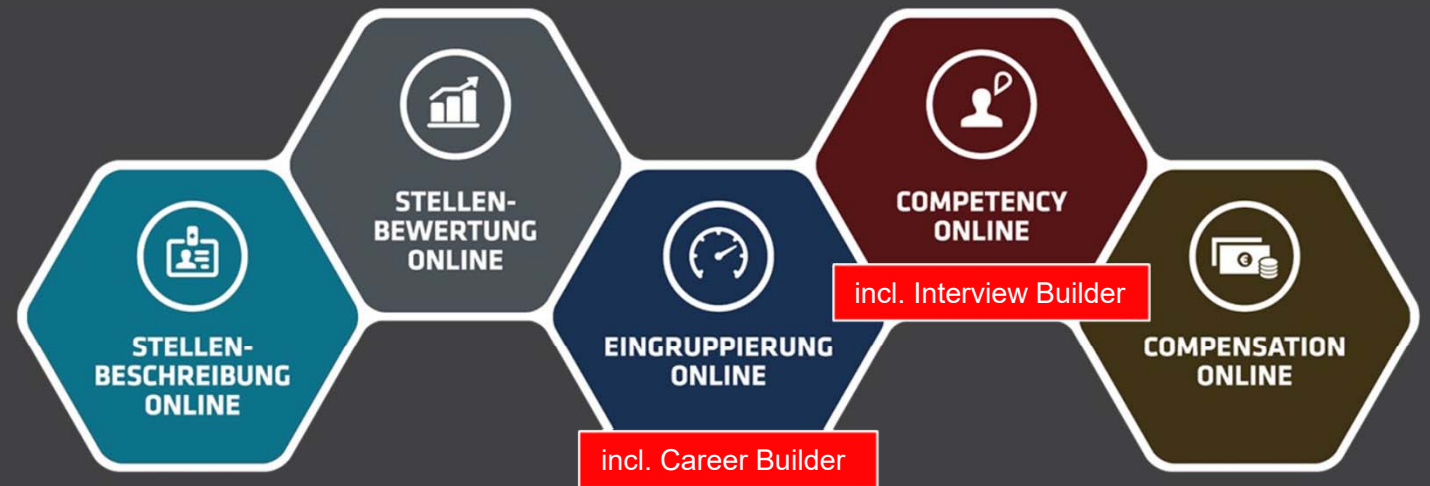 STELLEN-
BESCHREIBUNG
ONLINE
STELLEN-
BEWERTUNG
ONLINE
EINGRUPPIERUNG
ONLINE
incl. Career Builder
COMPETENCY
ONLINE
incl. Interview Builder
COMPENSATION
ONLINE